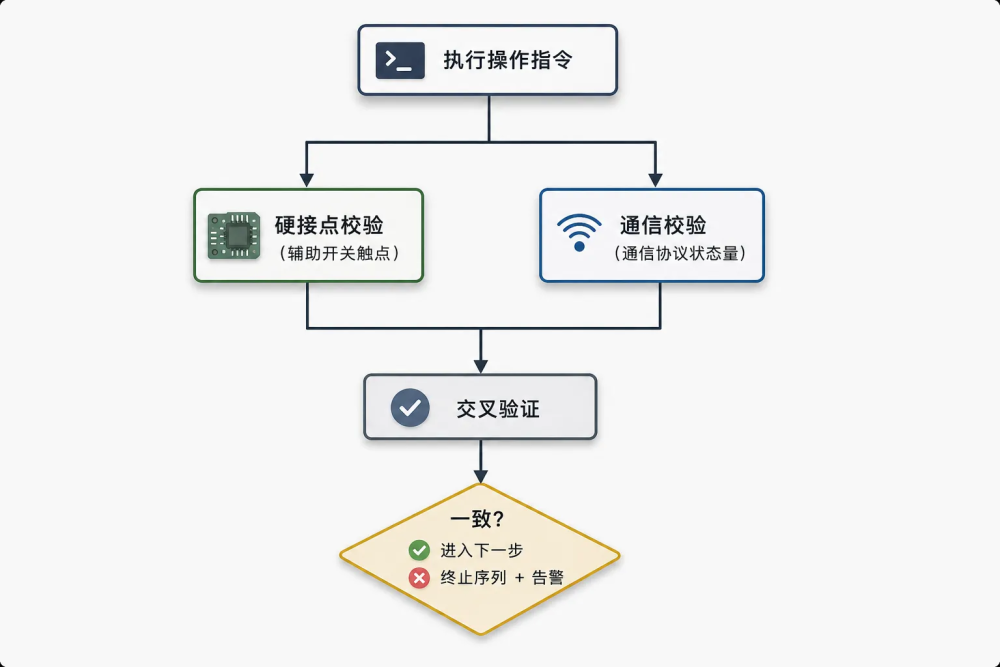 执行操作指令
硬接点校验
（辅助开关触点）
通信校验
（通信协议状态量）
交叉验证
一致?
进入下一步
终止序列 + 告警